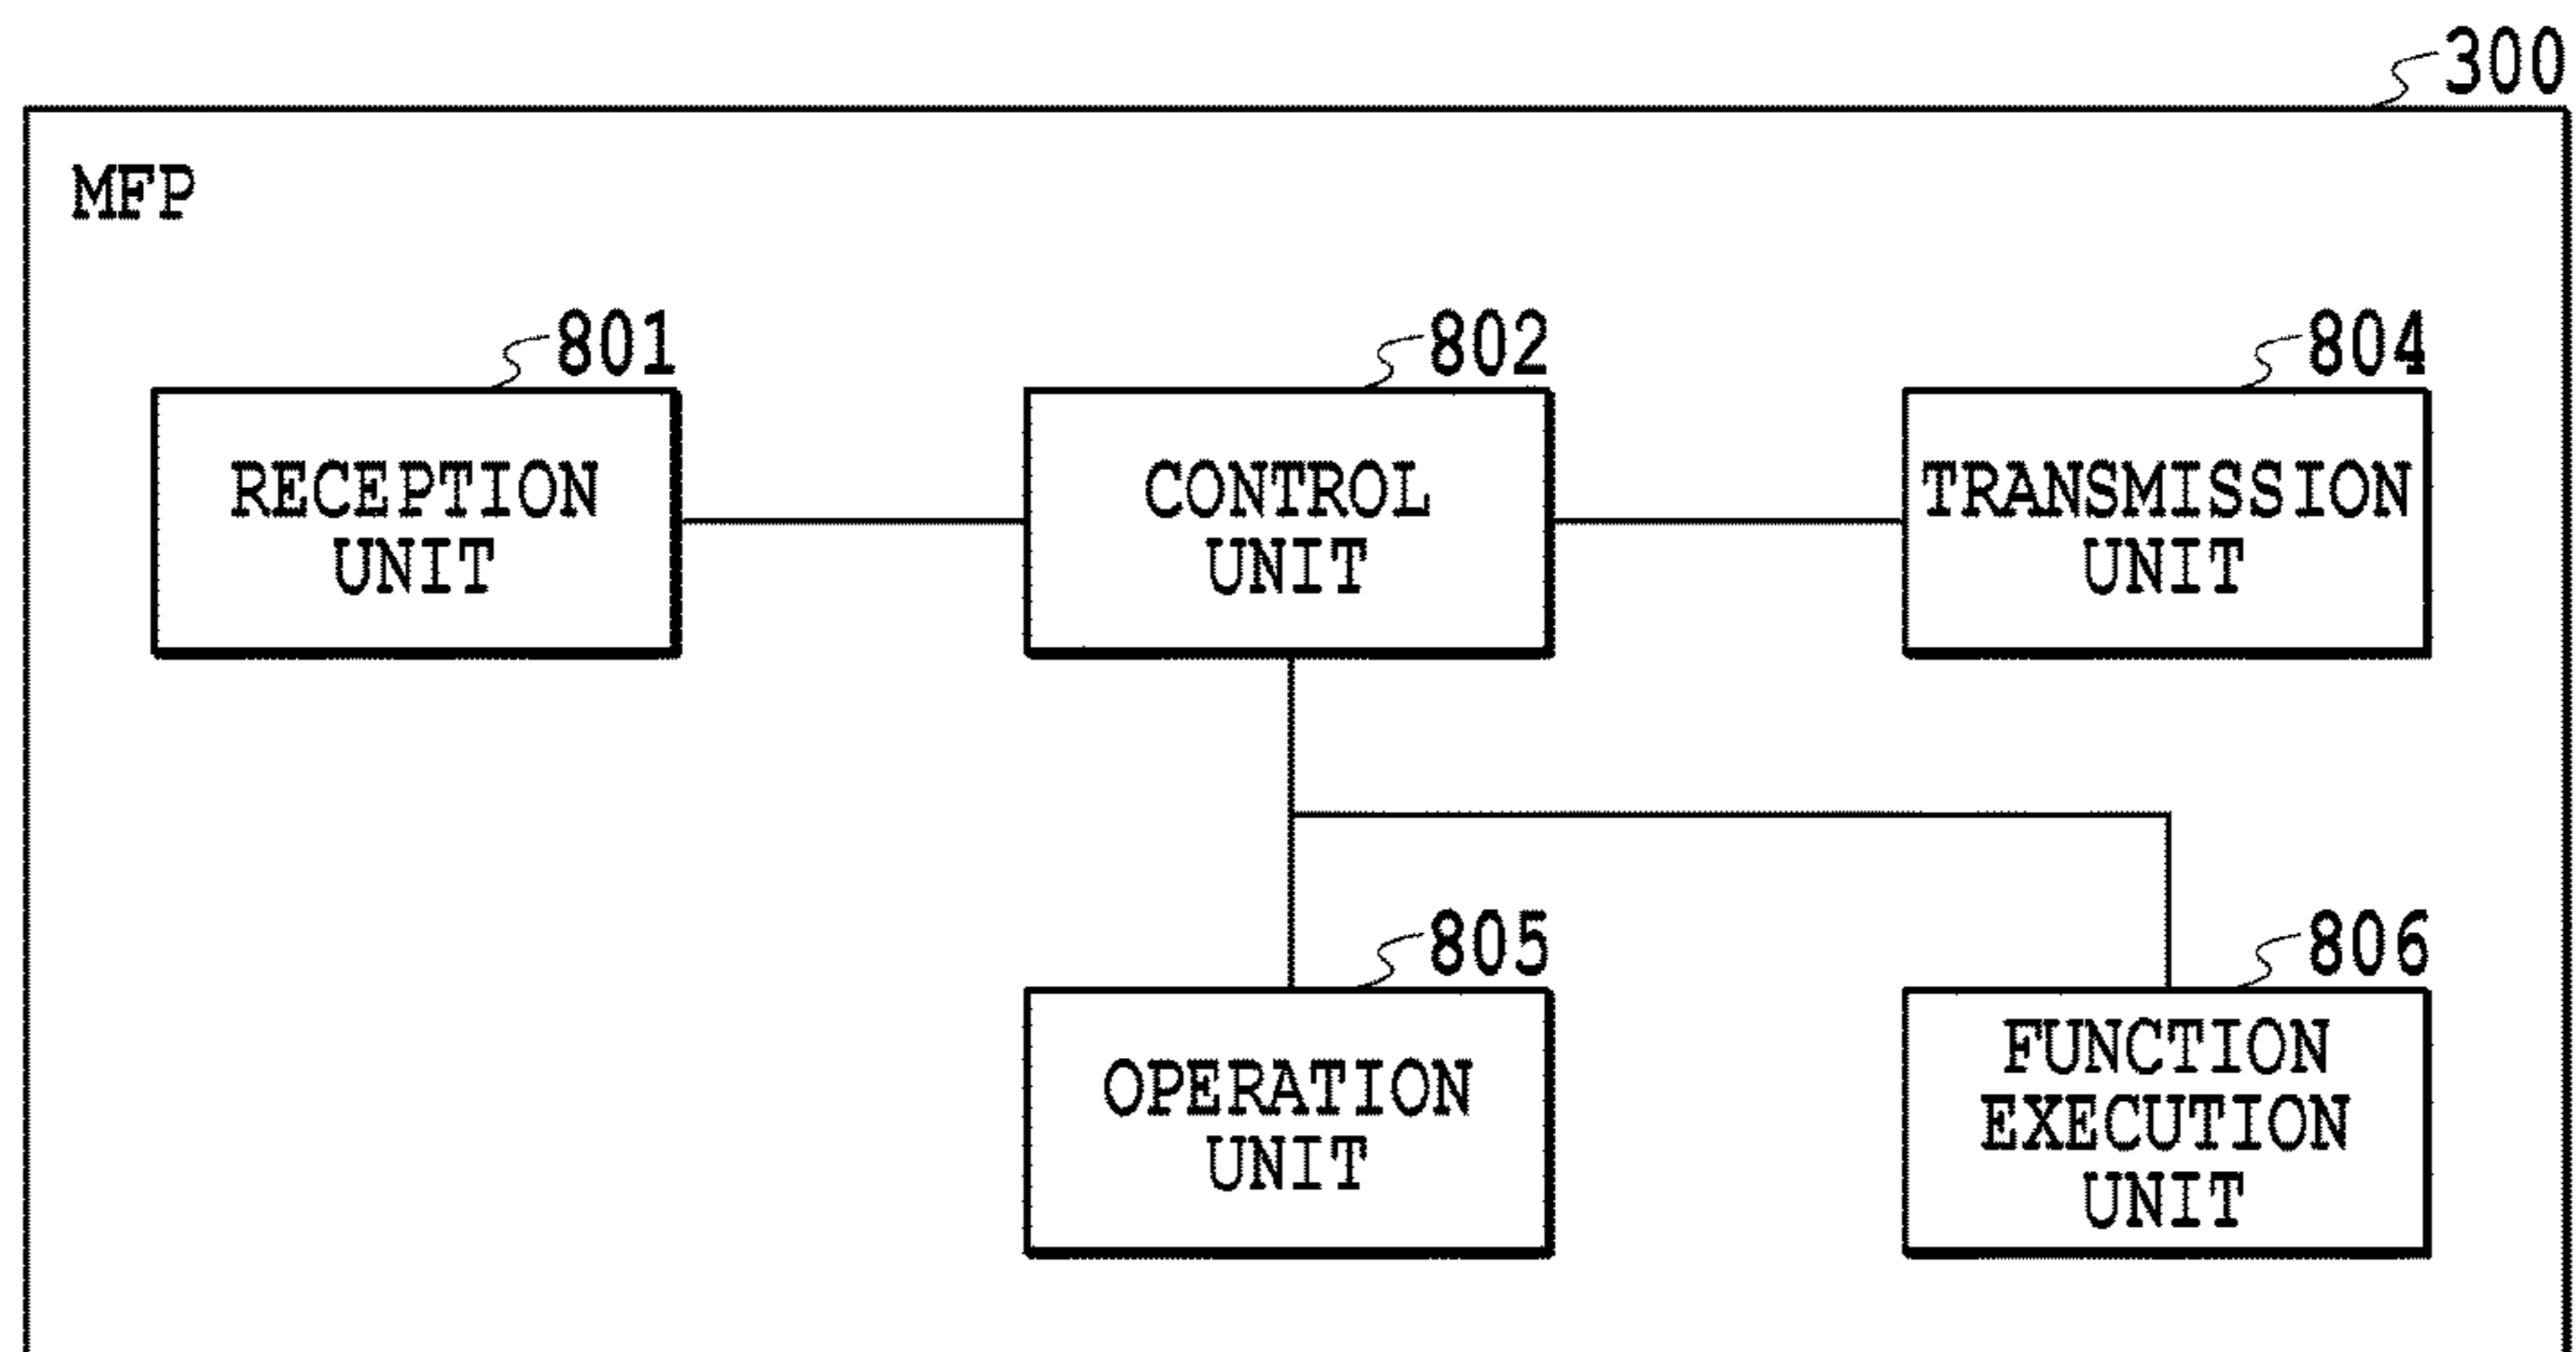 300
MFP
801
802
804
RECEPTION
UNIT
CONTROL
UNIT
TRANSMISSION
UNIT
805
806
OPERATION
UNIT
FUNCTION
EXECUTION
UNIT